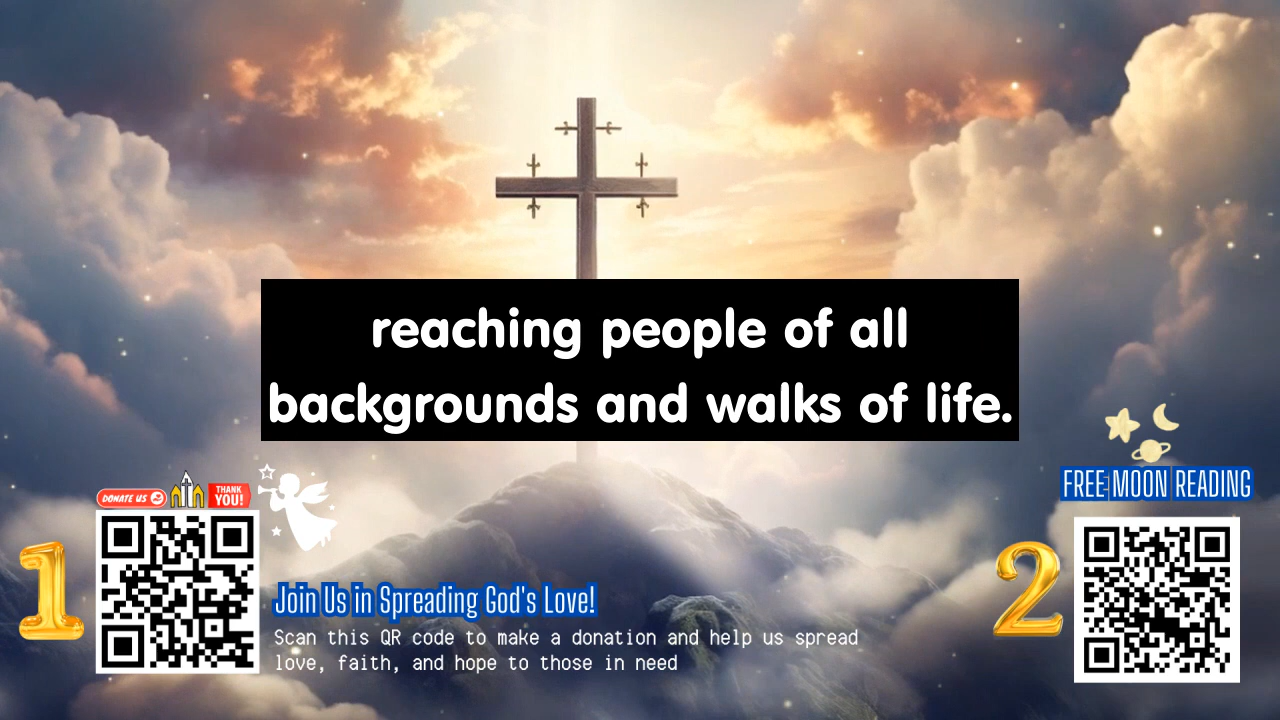 reaching people of all
backgrounds and walks of life.
FREE MOON READING
DONATE US
THANK
YOU!
1
2
Join Us in Spreading God's Love!
Scan this QR code to make a donation and help us spread
love, faith, and hope to those in need